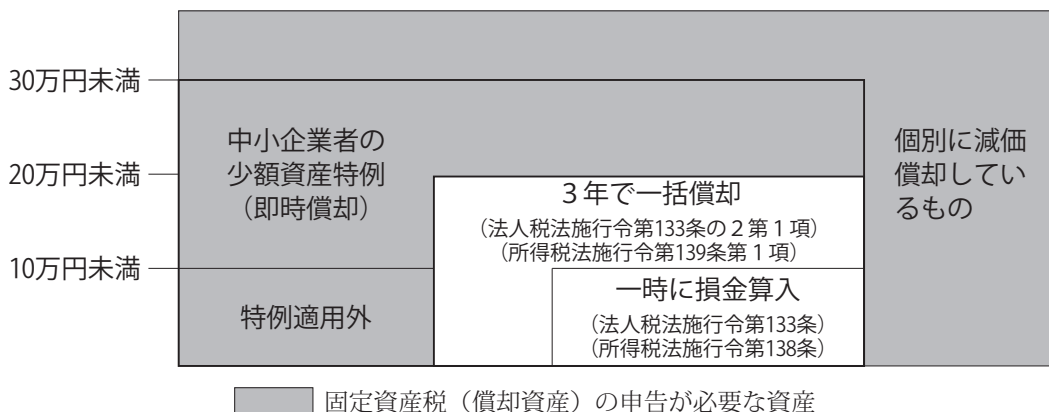 30万円未満
中小企業者の
少額資産特例
（即時償却）
個別に減価
償却してい
るもの
20万円未満
３年で一括償却
（法人税法施行令第133条の２第１項）
（所得税法施行令第139条第１項）
10万円未満
特例適用外
一時に損金算入
（法人税法施行令第133条）
（所得税法施行令第138条）
固定資産税（償却資産）の申告が必要な資産